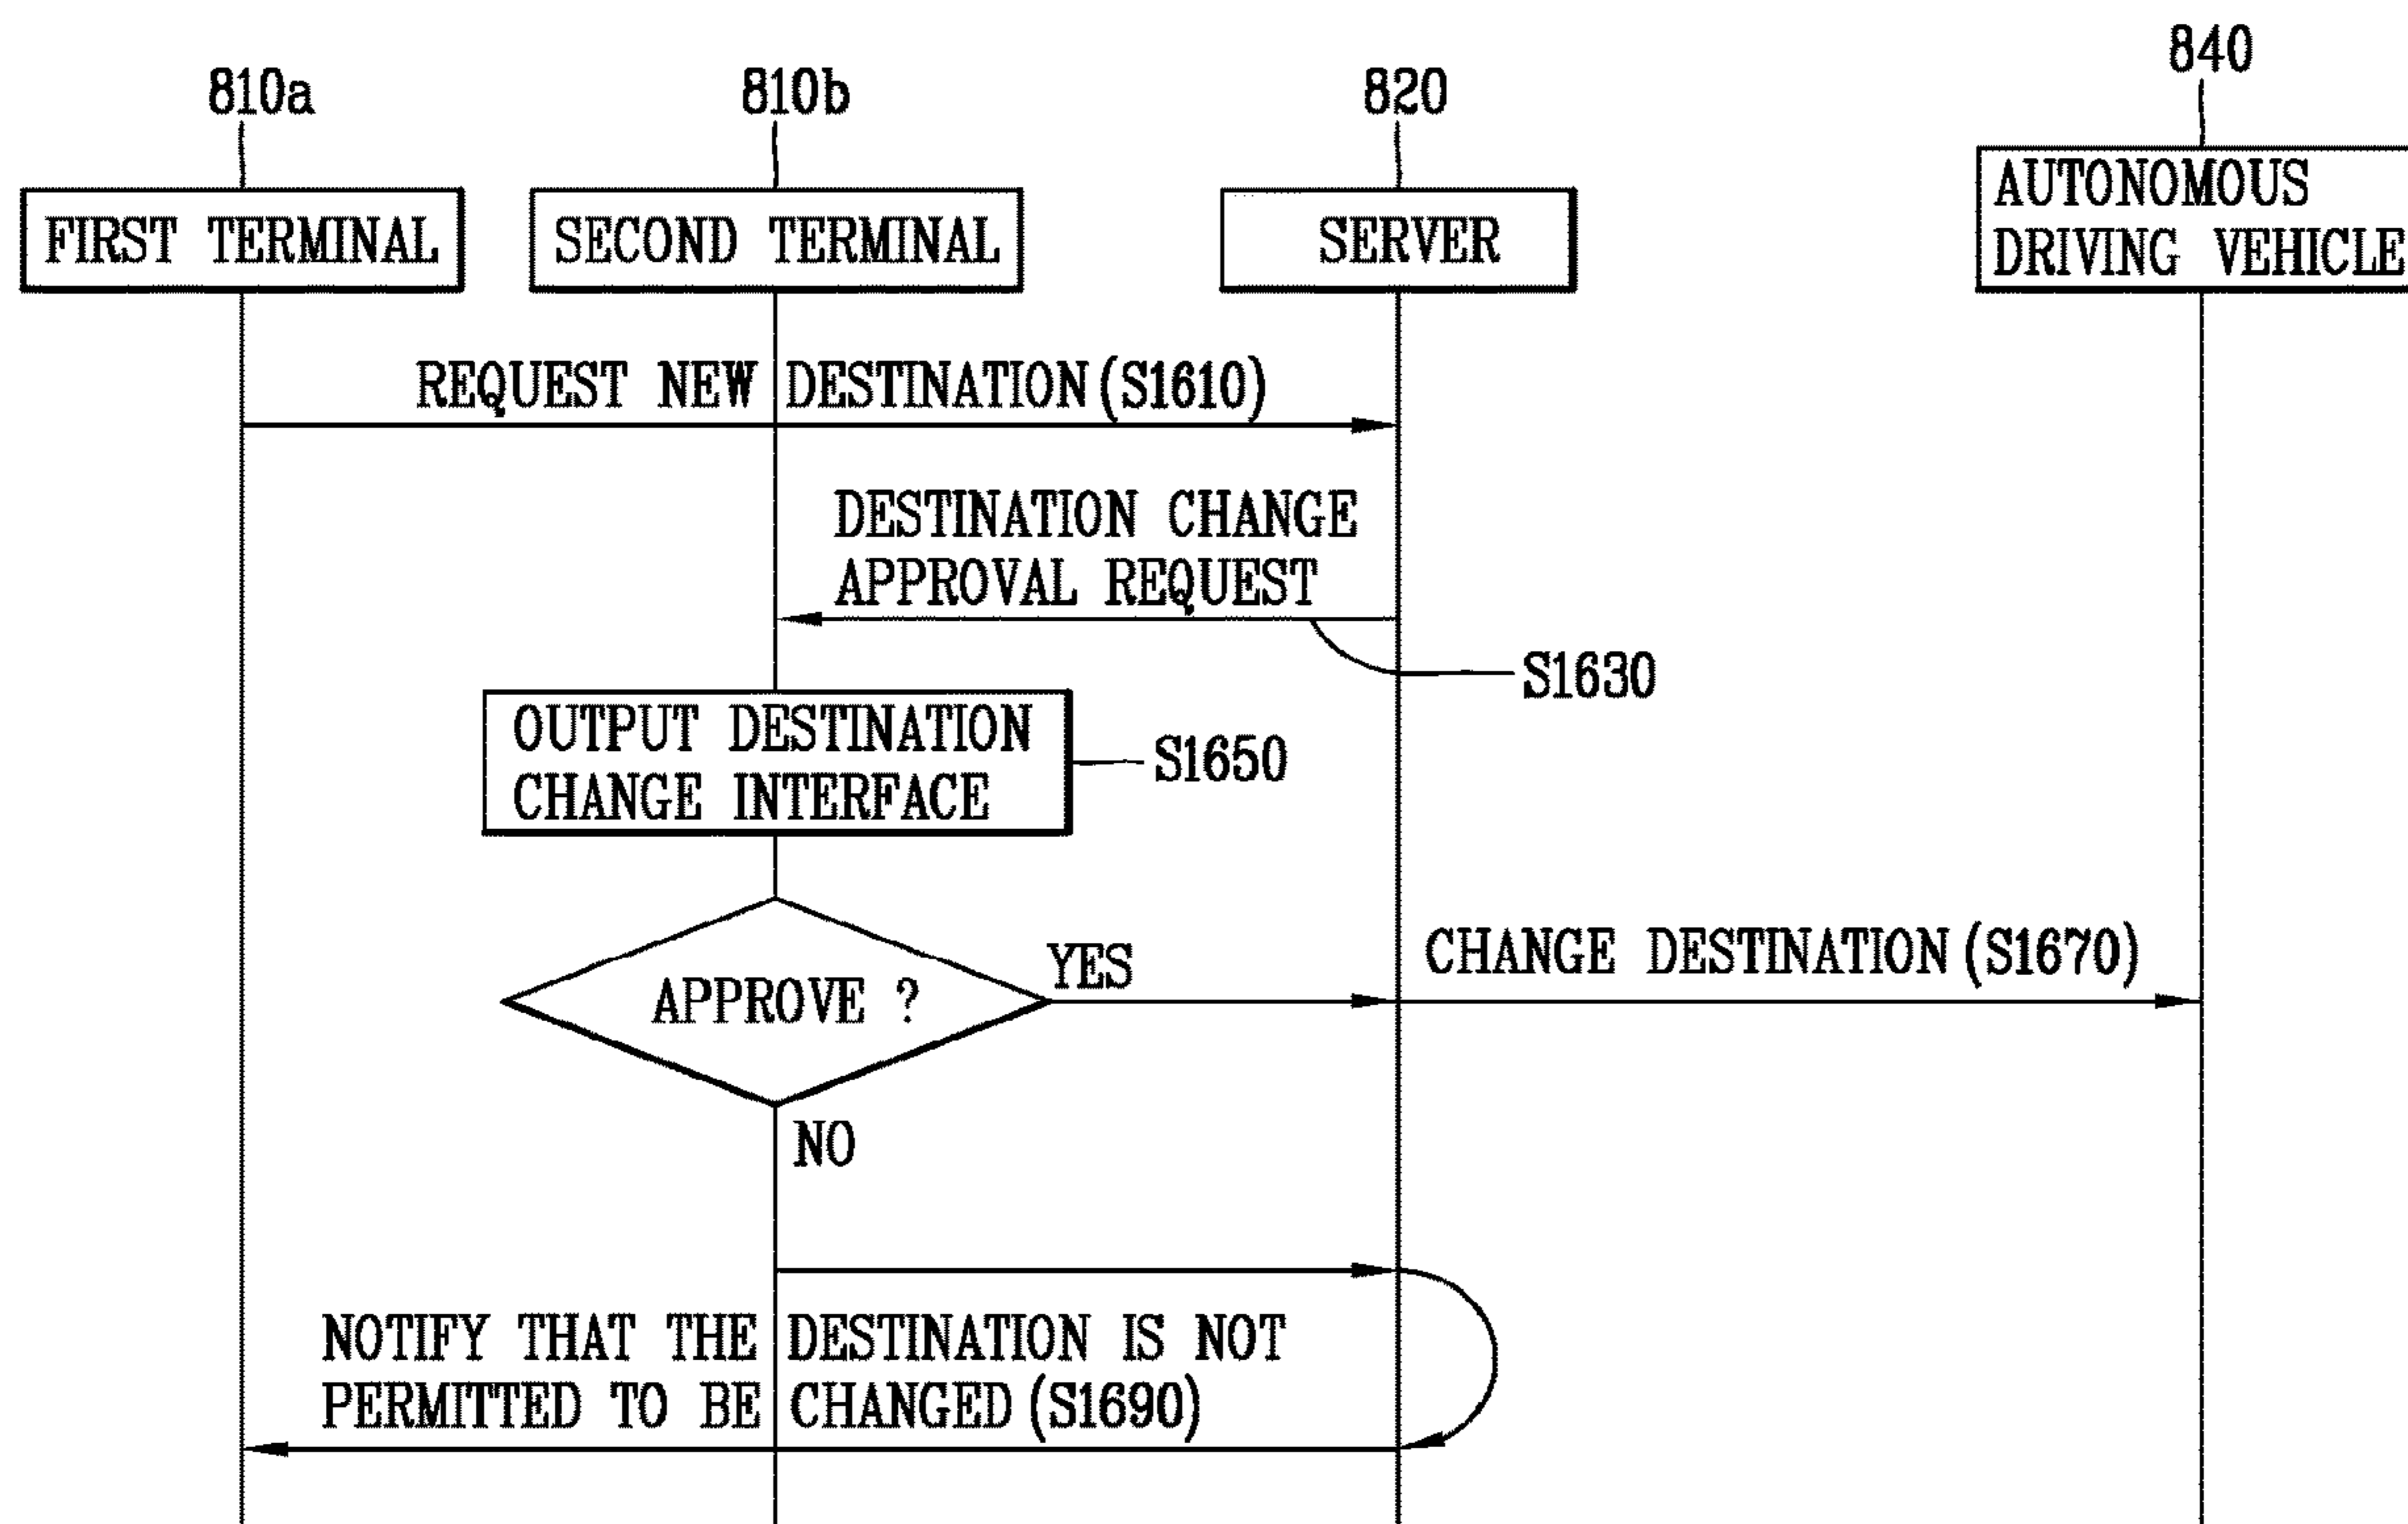 810a
810b
820
840
FIRST TERMINAL
SECOND TERMINAL
SERVER
AUTONOMOUS
DRIVING VEHICLE
REQUEST NEW DESTINATION (S1610)
DESTINATION CHANGE
APPROVAL REQUEST
S1630
OUTPUT DESTINATION
CHANGE INTERFACE
S1650
APPROVE ?
YES
CHANGE DESTINATION (S1670)
NO
NOTIFY THAT THE DESTINATION IS NOT
PERMITTED TO BE CHANGED (S1690)